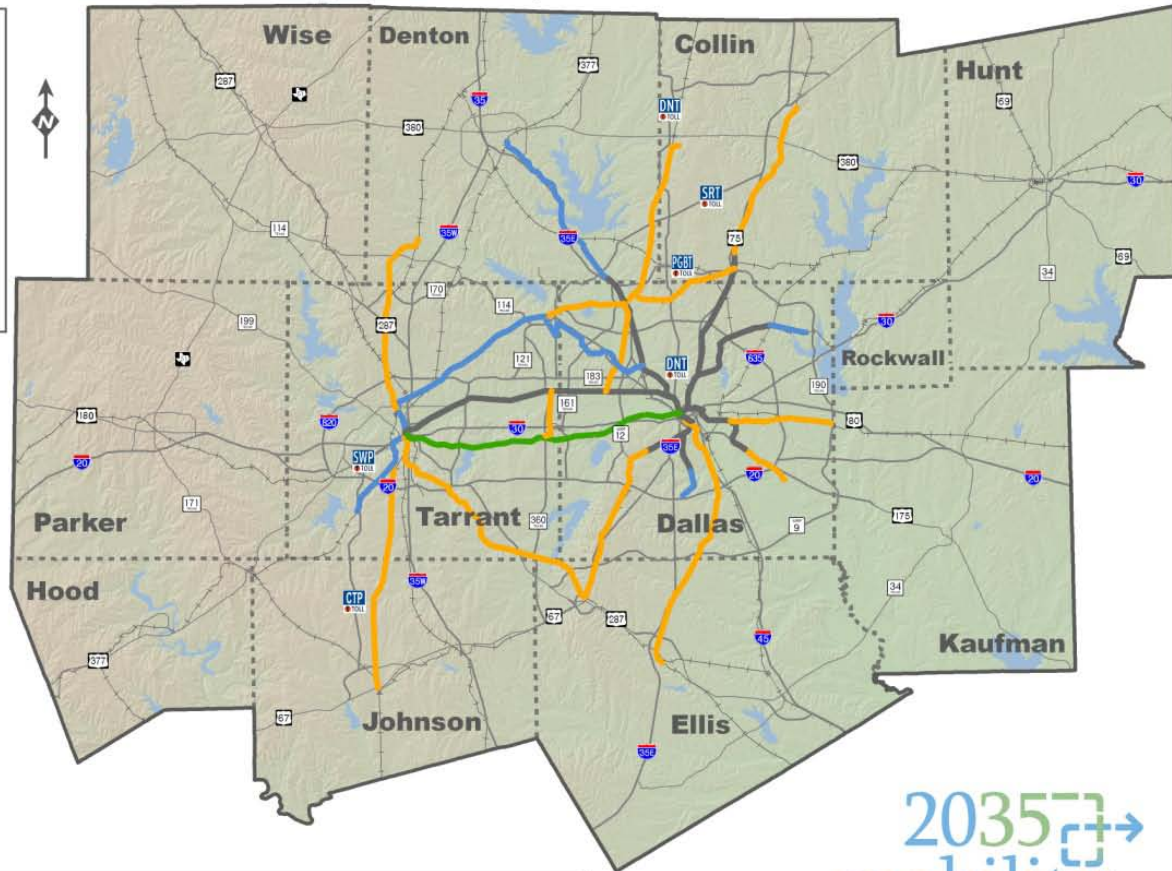 Wise
Denton
Collin
Hunt
287
377
69
35
DNT
TOLL
N
380
380
30
SRT
TOLL
114
35W
35E
75
69
PGBT
TOLL
34
170
114
199
287
30
121
635
Rockwall
183
DNT
TOLL
190
180
820
161
30
12
80
35E
SWP
TOLL
20
20
20
20
171
Parker
Tarrant
360
Dallas
9
175
Hood
35W
CTP
TOLL
67
287
34
45
Kaufman
377
67
Johnson
Ellis
35E
2035